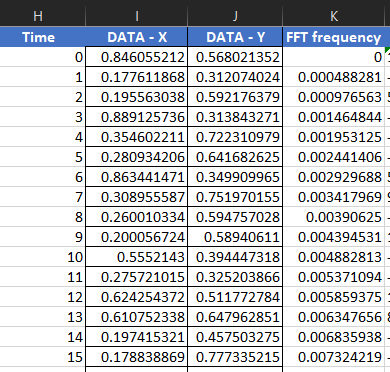 H I J K
Time DATA - X DATA - Y FFT frequency
0 0.846055212 0.568021352 0
1 0.177611868 0.312074024 0.000488281
2 0.195563038 0.592176379 0.000976563
3 0.889125736 0.313843271 0.001464844
4 0.354602211 0.722310979 0.001953125
5 0.280934206 0.641682625 0.002441406
6 0.863441471 0.349909965 0.002929688
7 0.308955587 0.751970155 0.003417969
8 0.260010334 0.594757028 0.00390625
9 0.200056724 0.58940611 0.004394531
10 0.5552143 0.394447318 0.004882813
11 0.275721015 0.325203866 0.005371094
12 0.624254372 0.511772784 0.005859375
13 0.610752338 0.647962851 0.006347656
14 0.197415321 0.457503275 0.006835938
15 0.178838869 0.777335215 0.007324219